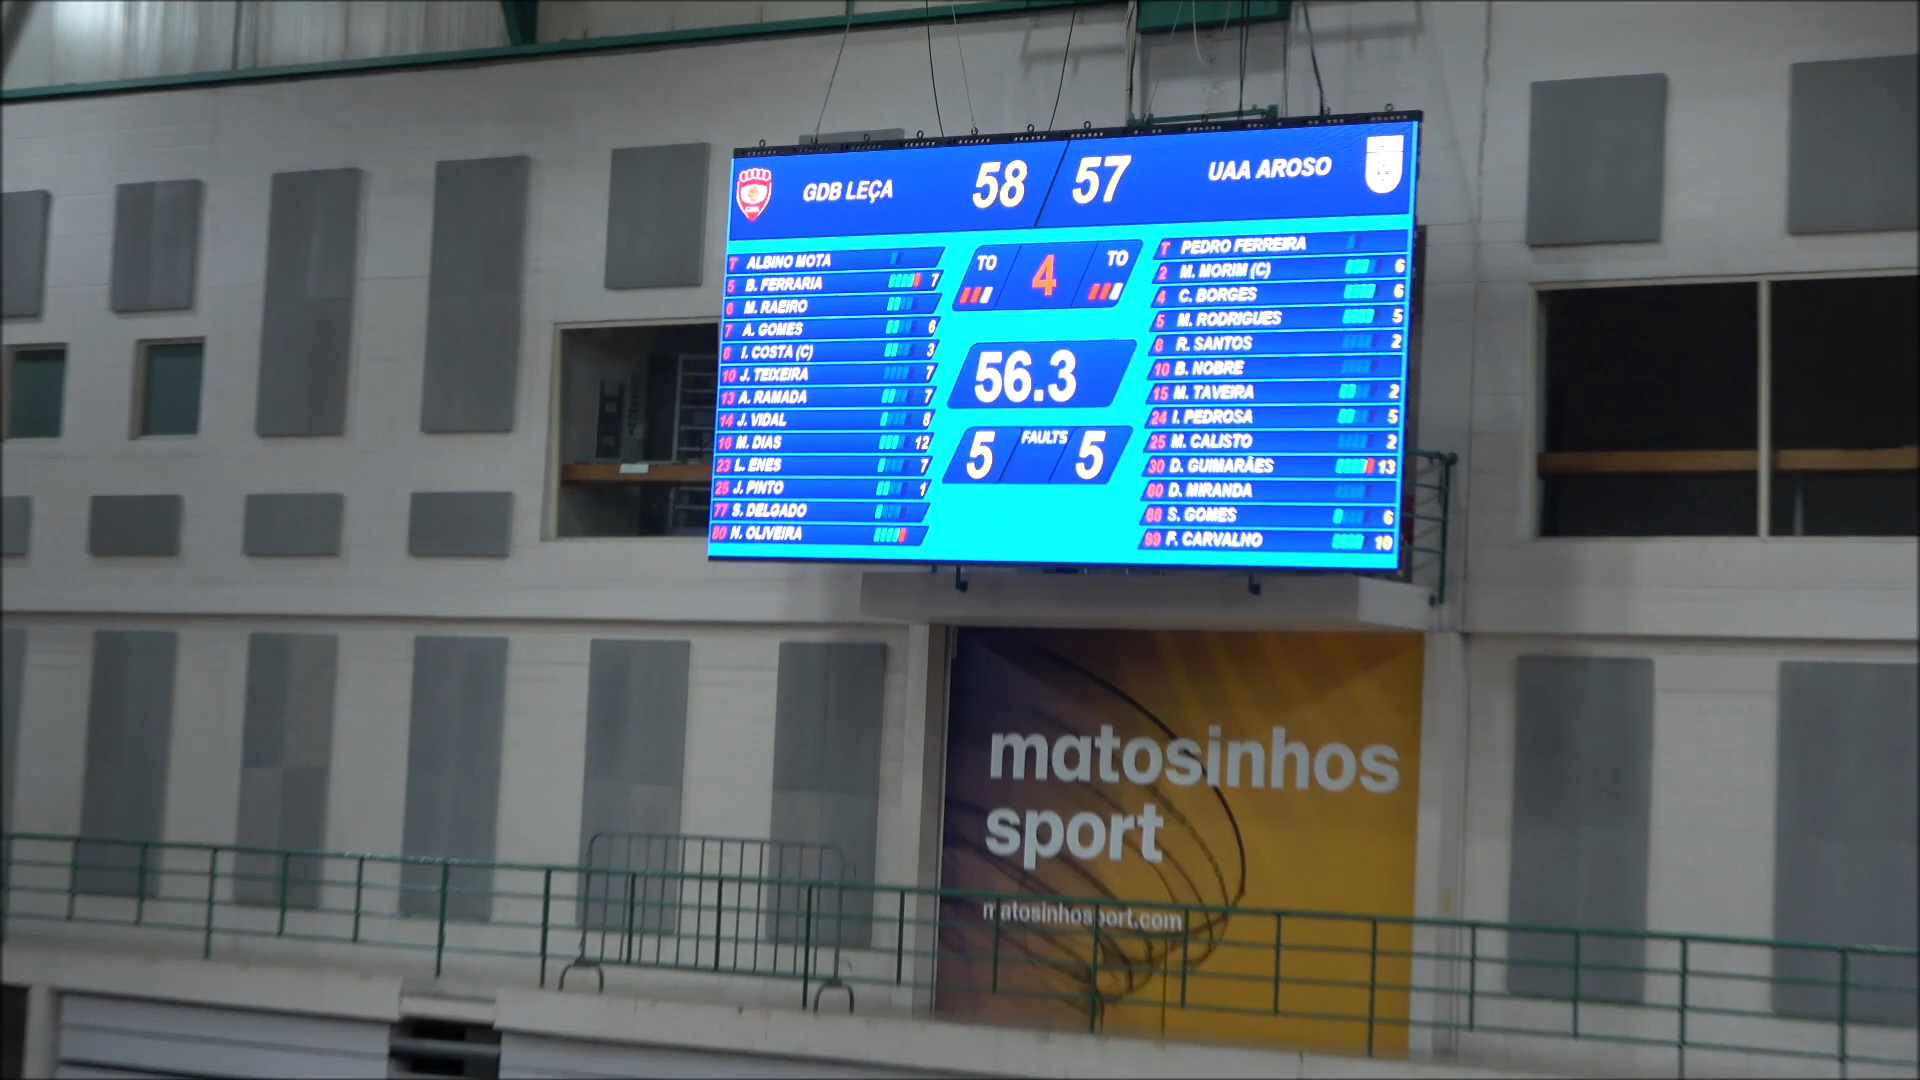 GDB LEÇA 58 57 UAA AROSO
T ALBINO MOTA
5 B. FERRARIA 7
6 M. RAEIRO
7 A. GOMES 6
8 I. COSTA (C) 3
10 J. TEIXEIRA 7
13 A. RAMADA 7
14 J. VIDAL 8
16 M. DIAS 12
23 L. ENES 7
25 J. PINTO 1
77 S. DELGADO
80 N. OLIVEIRA
TO 4 TO
56.3
5 FAULTS 5
T PEDRO FERREIRA
2 M. MORIM (C) 6
4 C. BORGES 6
5 M. RODRIGUES 5
8 R. SANTOS 2
10 B. NOBRE
15 M. TAVEIRA 2
24 I. PEDROSA 5
25 M. CALISTO 2
30 D. GUIMARÃES 13
60 D. MIRANDA
88 S. GOMES 6
99 F. CARVALHO 10
matosinhos
sport
matosinhosport.com